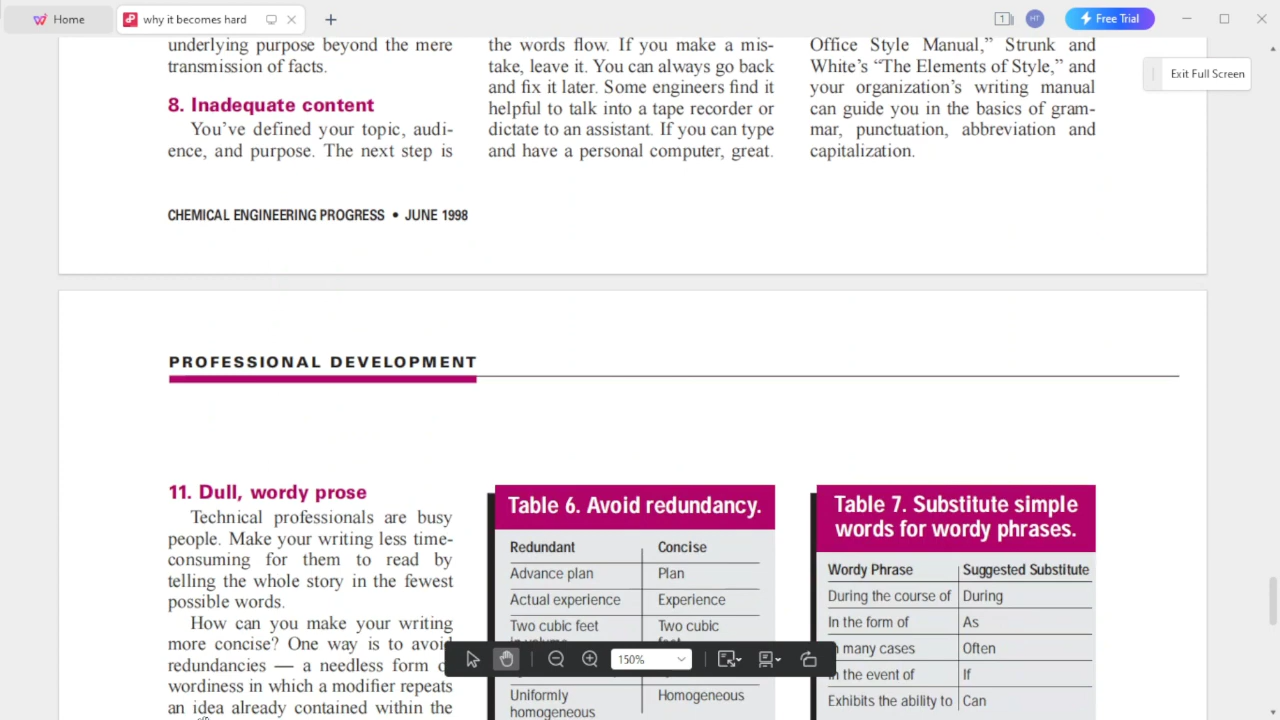 Home
why it becomes hard
1
HT
Free Trial
Exit Full Screen
underlying purpose beyond the mere
transmission of facts.
8. Inadequate content
You've defined your topic, audi-
ence, and purpose. The next step is
the words flow. If you make a mis-
take, leave it. You can always go back
and fix it later. Some engineers find it
helpful to talk into a tape recorder or
dictate to an assistant. If you can type
and have a personal computer, great.
Office Style Manual,” Strunk and
White's “The Elements of Style,” and
your organization's writing manual
can guide you in the basics of gram-
mar, punctuation, abbreviation and
capitalization.
CHEMICAL ENGINEERING PROGRESS • JUNE 1998
PROFESSIONAL DEVELOPMENT
11. Dull, wordy prose
Technical professionals are busy
people. Make your writing less time-
consuming for them to read by
telling the whole story in the fewest
possible words.
How can you make your writing
more concise? One way is to avoid
redundancies — a needless form
wordiness in which a modifier repeats
an idea already contained within the
Table 6. Avoid redundancy.
Redundant Concise
Advance plan Plan
Actual experience Experience
Two cubic feet Two cubic
Uniformly Homogeneous
homogeneous
Table 7. Substitute simple
words for wordy phrases.
Wordy Phrase Suggested Substitute
During the course of During
In the form of As
many cases Often
the event of If
Exhibits the ability to Can
150%